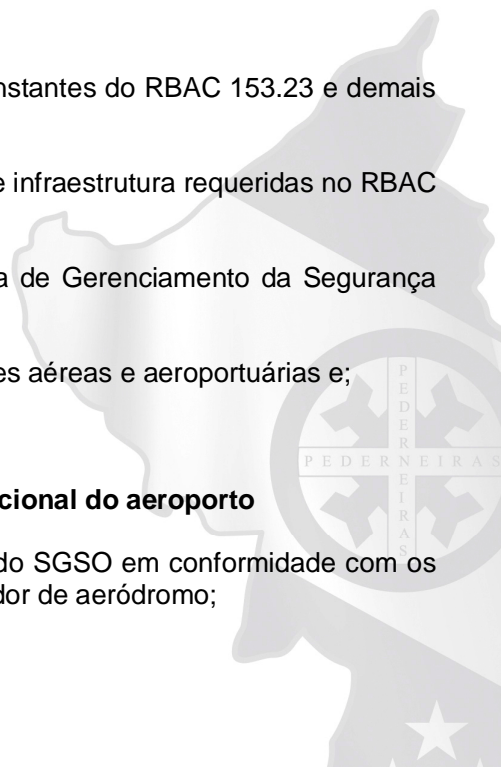 nstantes do RBAC 153.23 e demais
e infraestrutura requeridas no RBAC
a de Gerenciamento da Segurança
es aéreas e aeroportuárias e;
PEDERNEIRAS
PEDERNEIRAS
cional do aeroporto
do SGSO em conformidade com os
dor de aeródromo;